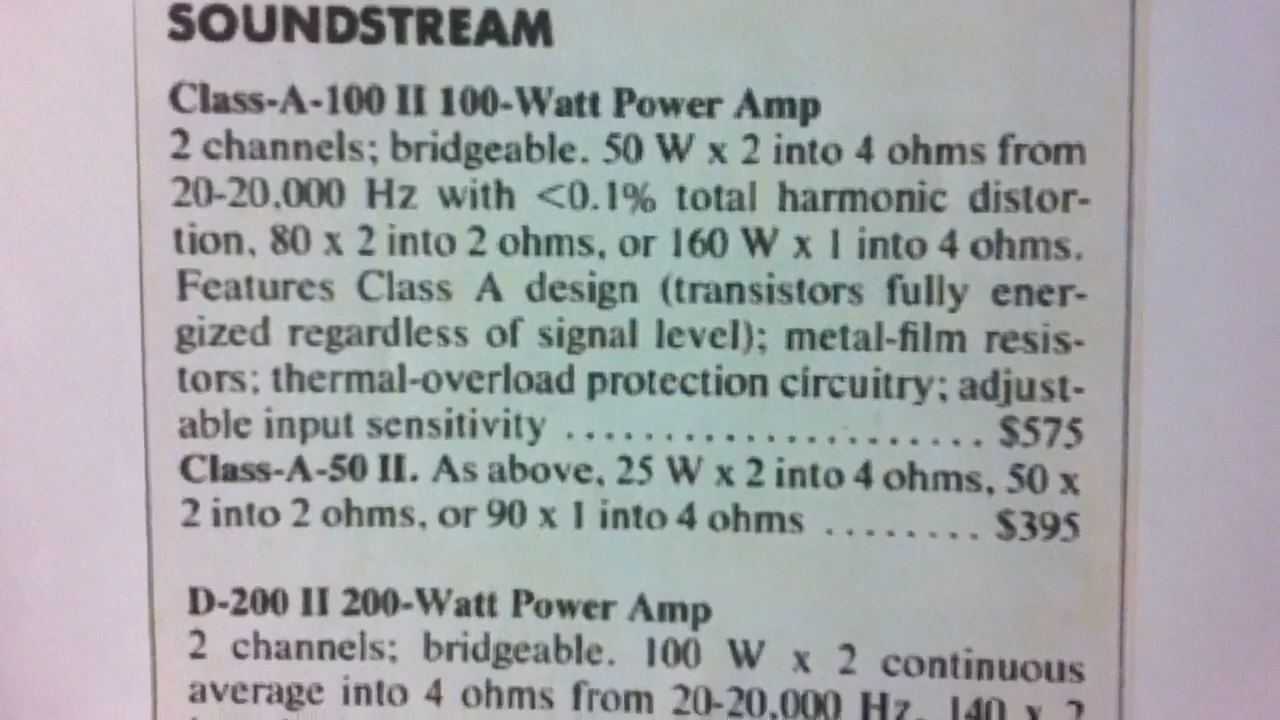 SOUNDSTREAM
Class-A-100 II 100-Watt Power Amp
2 channels; bridgeable. 50 W x 2 into 4 ohms from
20-20,000 Hz with <0.1% total harmonic distor-
tion, 80 x 2 into 2 ohms, or 160 W x 1 into 4 ohms.
Features Class A design (transistors fully ener-
gized regardless of signal level); metal-film resis-
tors; thermal-overload protection circuitry; adjust-
able input sensitivity ..................... $575
Class-A-50 II. As above, 25 W x 2 into 4 ohms, 50 x
2 into 2 ohms, or 90 x 1 into 4 ohms ........ $395
D-200 II 200-Watt Power Amp
2 channels; bridgeable. 100 W x 2 continuous
average into 4 ohms from 20-20,000 Hz, 140 x 2